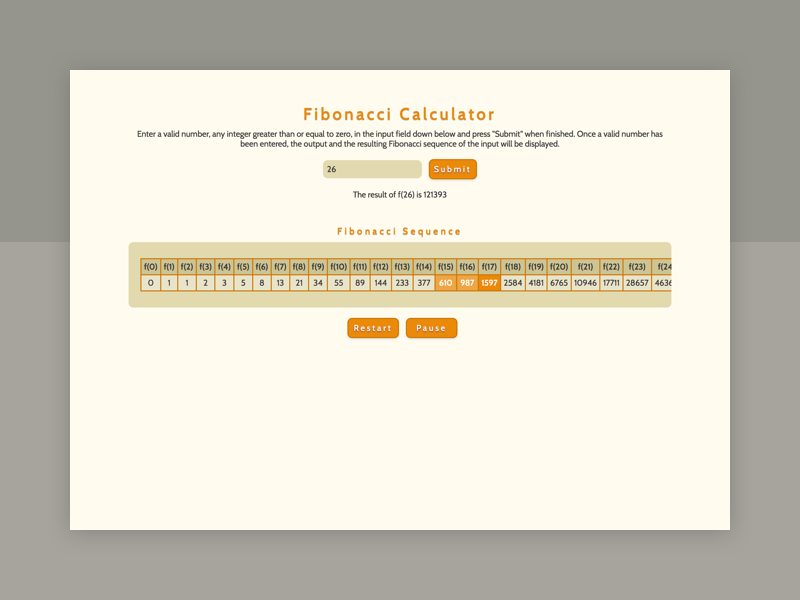 Fibonacci Calculator
Enter a valid number, any integer greater than or equal to zero, in the input field down below and press "Submit" when finished. Once a valid number has
been entered, the output and the resulting Fibonacci sequence of the input will be displayed.
26 Submit
The result of f(26) is 121393
Fibonacci Sequence
f(0) f(1) f(2) f(3) f(4) f(5) f(6) f(7) f(8) f(9) f(10) f(11) f(12) f(13) f(14) f(15) f(16) f(17) f(18) f(19) f(20) f(21) f(22) f(23) f(24
0 1 1 2 3 5 8 13 21 34 55 89 144 233 377 610 987 1597 2584 4181 6765 10946 17711 28657 4636
Restart Pause